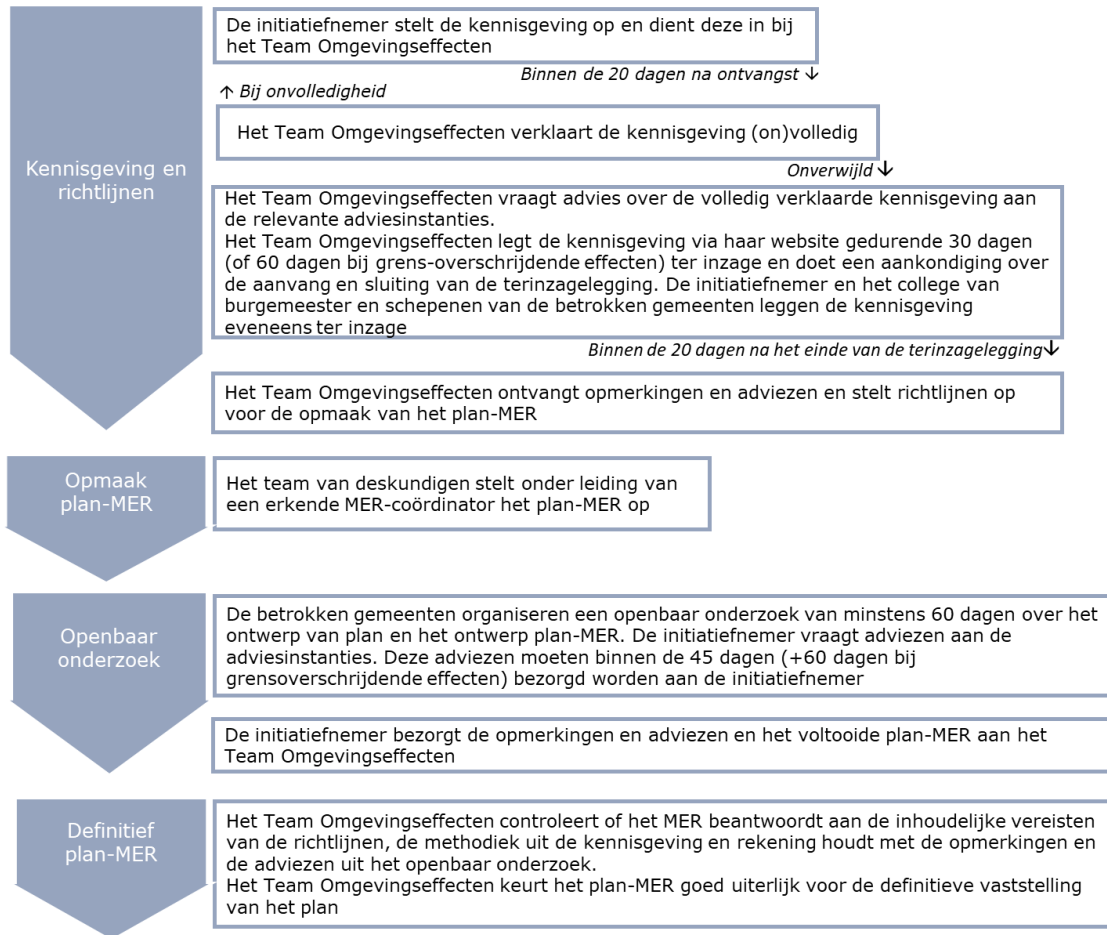 De initiatiefnemer stelt de kennisgeving op en dient deze in bij
het Team Omgevingseffecten
Binnen de 20 dagen na ontvangst ↓
↑ Bij onvolledigheid
Het Team Omgevingseffecten verklaart de kennisgeving (on)volledig
Kennisgeving en
richtlijnen
Onverwijld ↓
Het Team Omgevingseffecten vraagt advies over de volledig verklaarde kennisgeving aan
de relevante adviesinstanties.
Het Team Omgevingseffecten legt de kennisgeving via haar website gedurende 30 dagen
(of 60 dagen bij grens-overschrijdende effecten) ter inzage en doet een aankondiging over
de aanvang en sluiting van de terinzagelegging. De initiatiefnemer en het college van
burgemeester en schepenen van de betrokken gemeenten leggen de kennisgeving
eveneens ter inzage
Binnen de 20 dagen na het einde van de terinzagelegging ↓
Het Team Omgevingseffecten ontvangt opmerkingen en adviezen en stelt richtlijnen op
voor de opmaak van het plan-MER
Opmaak
plan-MER
Het team van deskundigen stelt onder leiding van
een erkende MER-coördinator het plan-MER op
Openbaar
onderzoek
De betrokken gemeenten organiseren een openbaar onderzoek van minstens 60 dagen over het
ontwerp van plan en het ontwerp plan-MER. De initiatiefnemer vraagt adviezen aan de
adviesinstanties. Deze adviezen moeten binnen de 45 dagen (+60 dagen bij
grensoverschrijdende effecten) bezorgd worden aan de initiatiefnemer
De initiatiefnemer bezorgt de opmerkingen en adviezen en het voltooide plan-MER aan het
Team Omgevingseffecten
Definitief
plan-MER
Het Team Omgevingseffecten controleert of het MER beantwoordt aan de inhoudelijke vereisten
van de richtlijnen, de methodiek uit de kennisgeving en rekening houdt met de opmerkingen en
de adviezen uit het openbaar onderzoek.
Het Team Omgevingseffecten keurt het plan-MER goed uiterlijk voor de definitieve vaststelling
van het plan